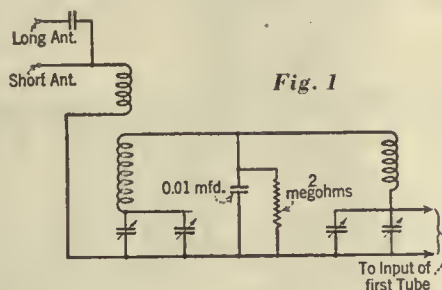 Long Ant.
Short Ant.
Fig. 1
0.01 mfd.
2
megohms
To Input of
first Tube